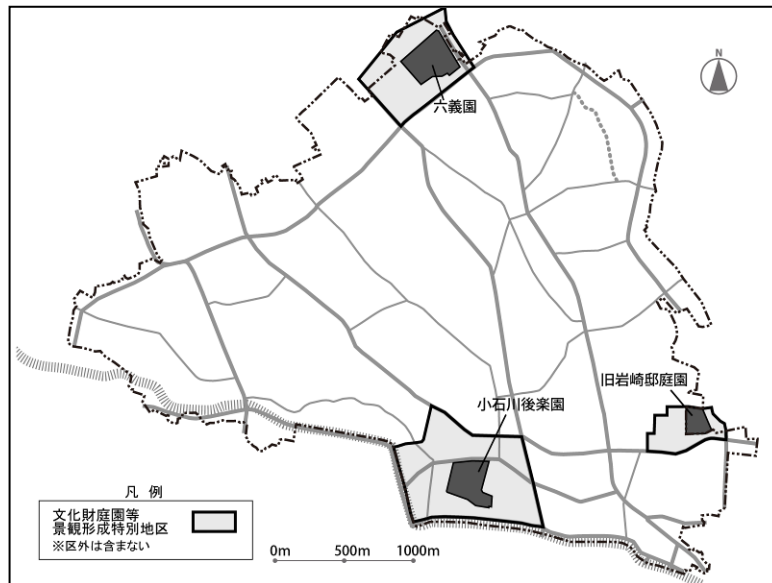 N
六義園
旧岩崎邸庭園
小石川後楽園
凡 例
文化財庭園等
景観形成特別地区
※区外は含まない
0m 500m 1000m